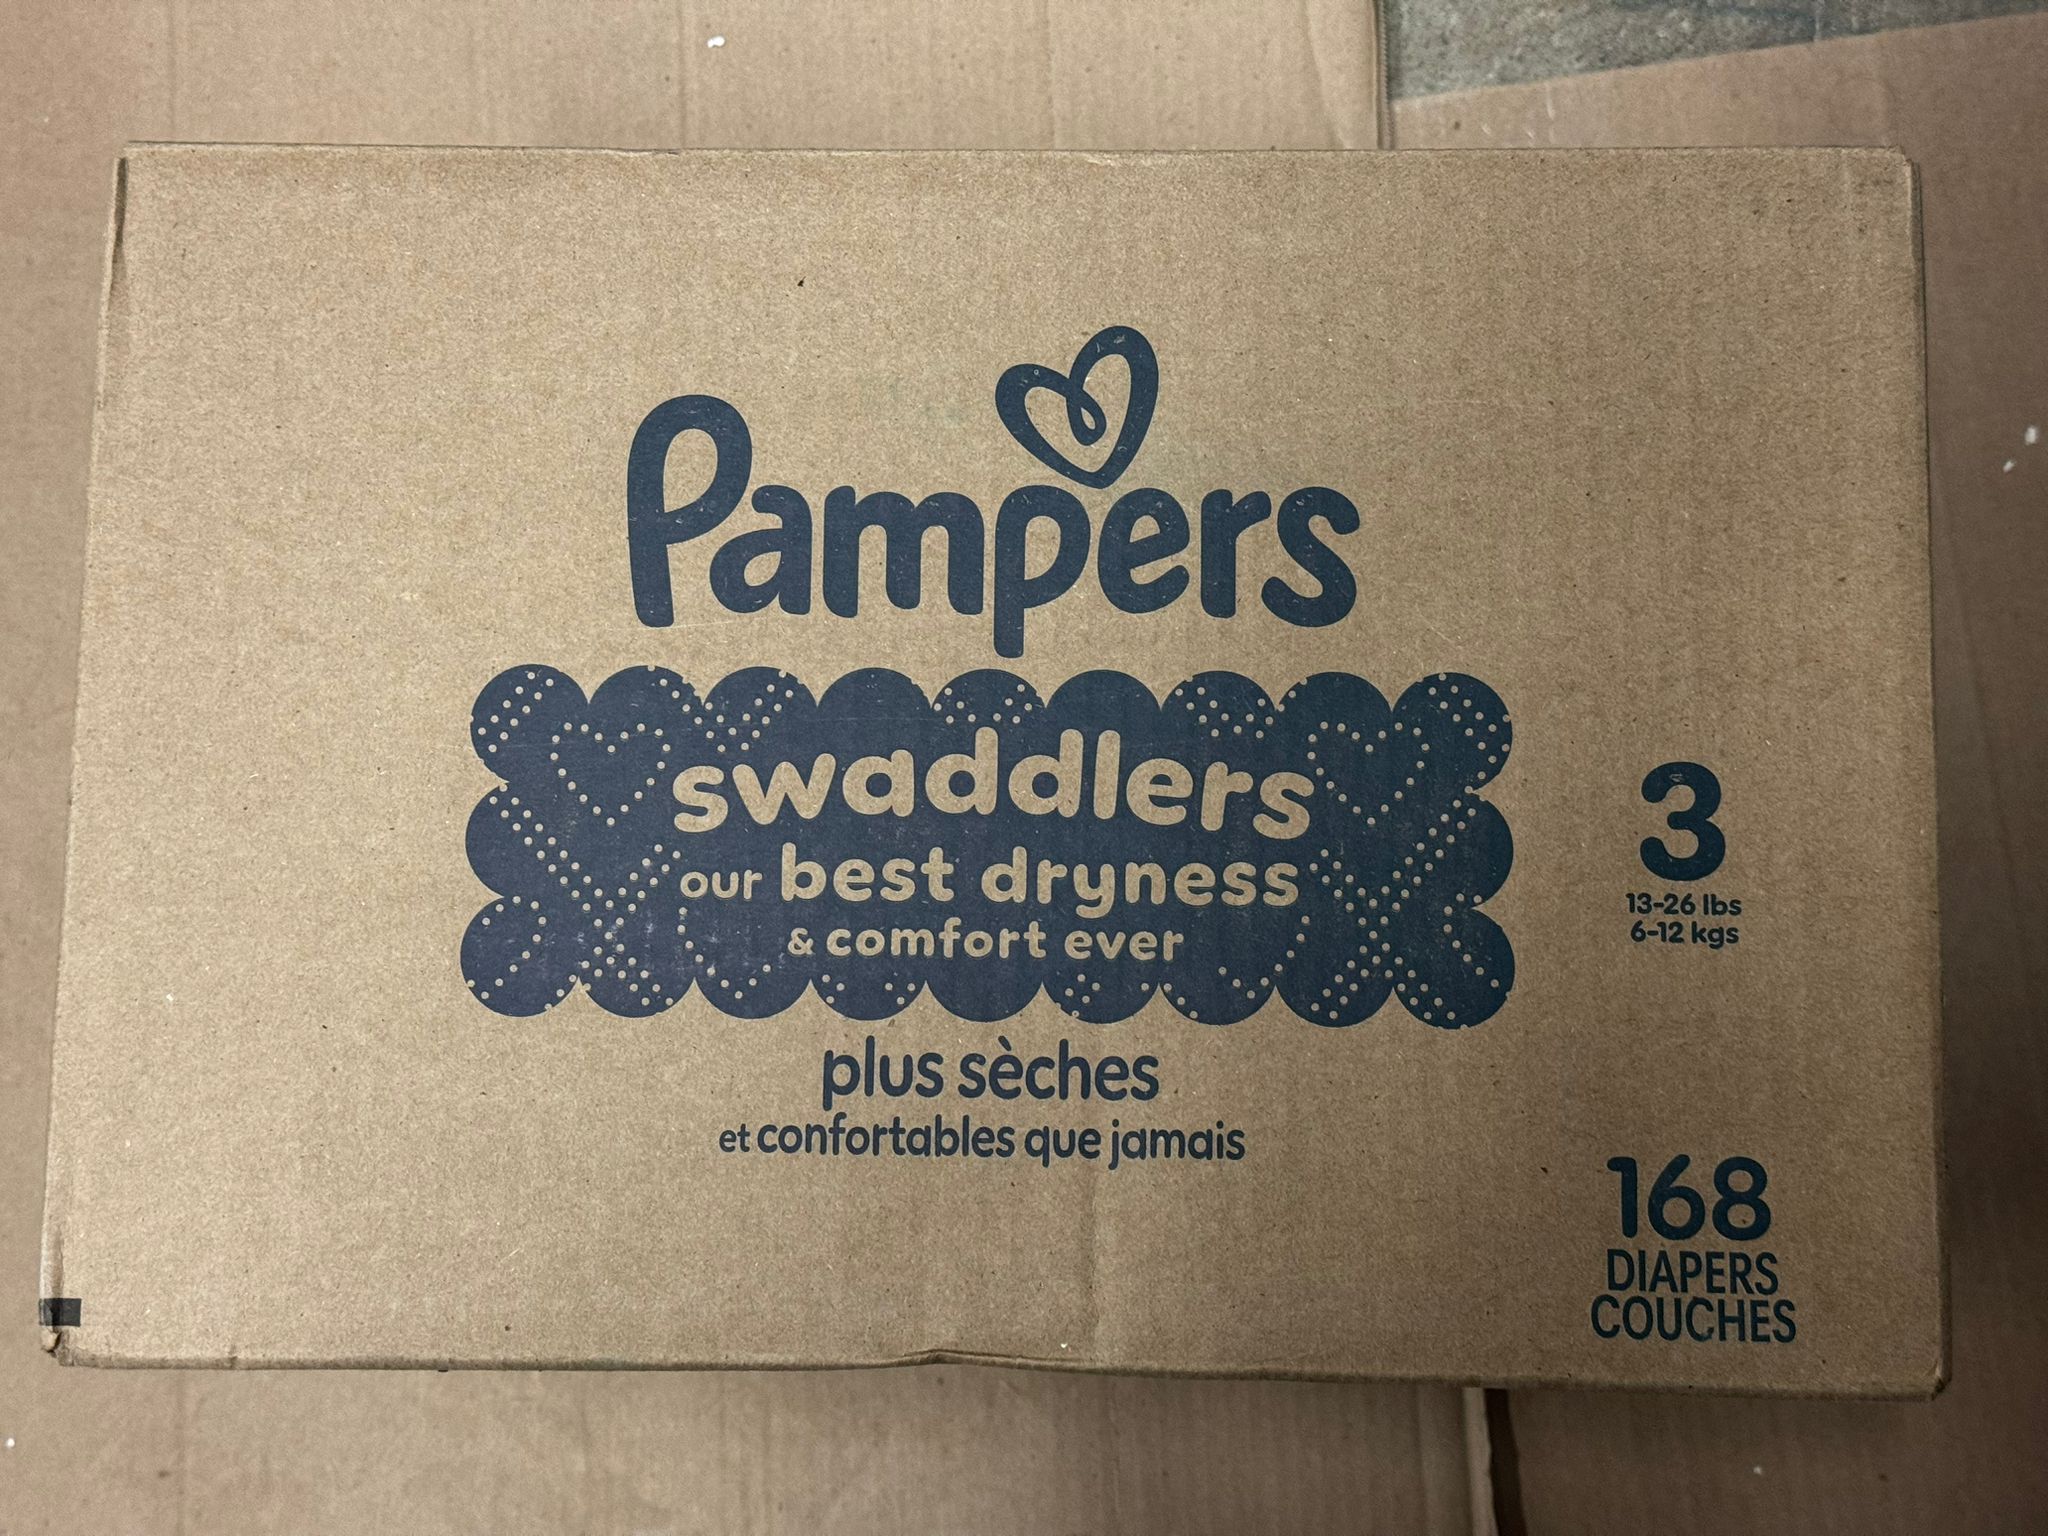 Pampers
swaddlers
our best dryness
& comfort ever
plus sèches
et confortables que jamais
3
13-26 lbs
6-12 kgs
168
DIAPERS
COUCHES